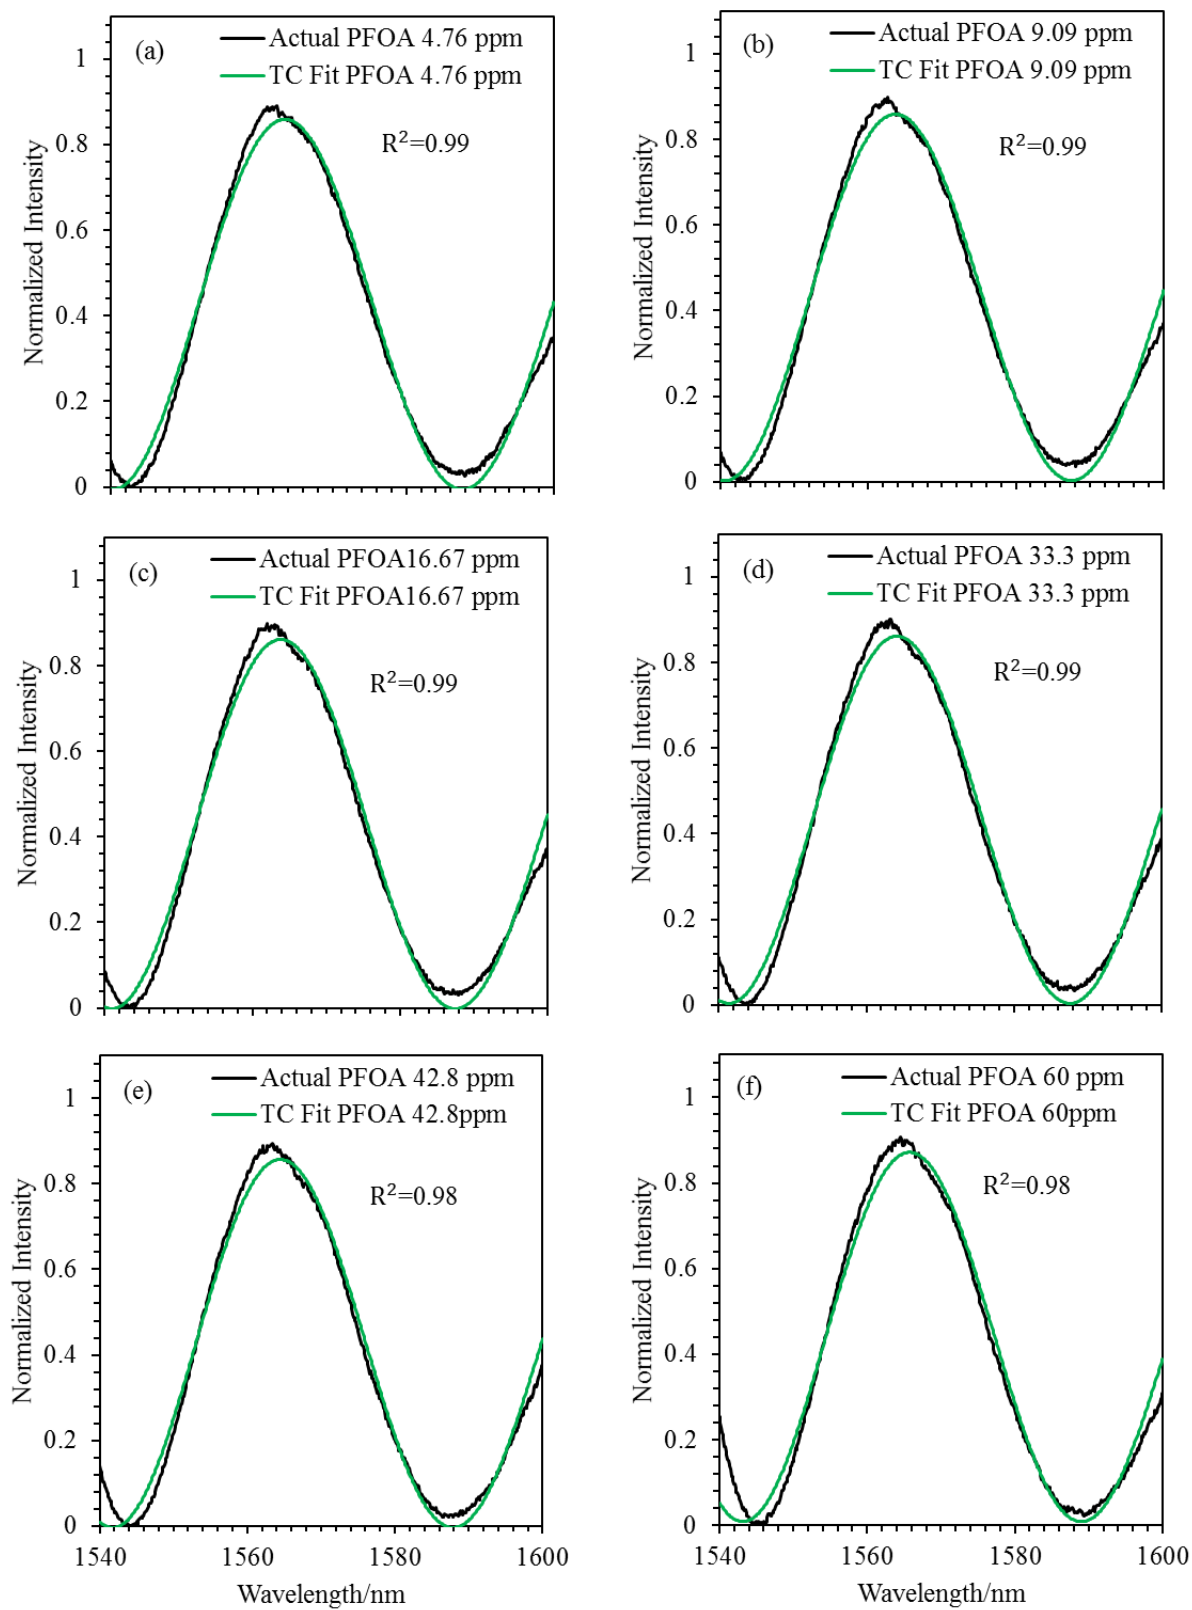 (a)
Actual PFOA 4.76 ppm
TC Fit PFOA 4.76 ppm
R²=0.99
1
0.8
0.6
0.4
0.2
0
Normalized Intensity
(b)
Actual PFOA 9.09 ppm
TC Fit PFOA 9.09 ppm
R²=0.99
1
0.8
0.6
0.4
0.2
0
Normalized Intensity
(c)
Actual PFOA16.67 ppm
TC Fit PFOA16.67 ppm
R²=0.99
1
0.8
0.6
0.4
0.2
0
Normalized Intensity
(d)
Actual PFOA 33.3 ppm
TC Fit PFOA 33.3 ppm
R²=0.99
1
0.8
0.6
0.4
0.2
0
Normalized Intensity
(e)
Actual PFOA 42.8 ppm
TC Fit PFOA 42.8ppm
R²=0.98
1
0.8
0.6
0.4
0.2
0
Normalized Intensity
1540 1560 1580 1600
Wavelength/nm
(f)
Actual PFOA 60 ppm
TC Fit PFOA 60ppm
R²=0.98
1
0.8
0.6
0.4
0.2
0
Normalized Intensity
1540 1560 1580 1600
Wavelength/nm